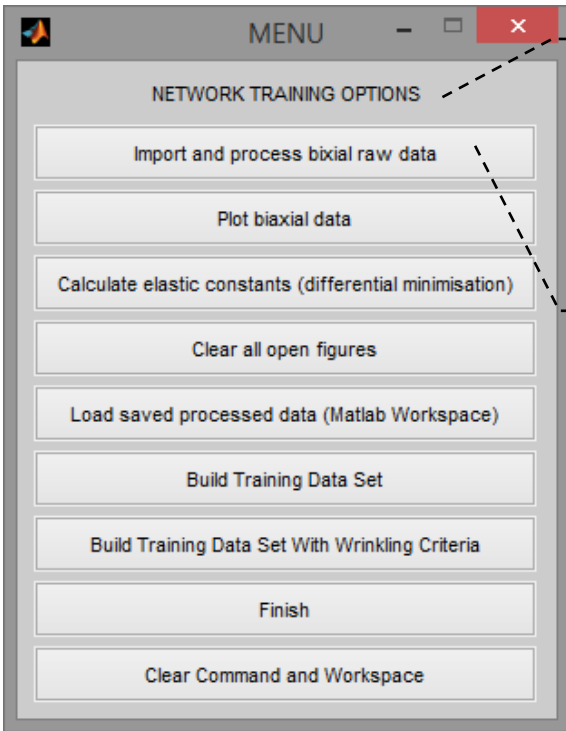 MENU
NETWORK TRAINING OPTIONS
Import and process bixial raw data
Plot biaxial data
Calculate elastic constants (differential minimisation)
Clear all open figures
Load saved processed data (Matlab Workspace)
Build Training Data Set
Build Training Data Set With Wrinkling Criteria
Finish
Clear Command and Workspace